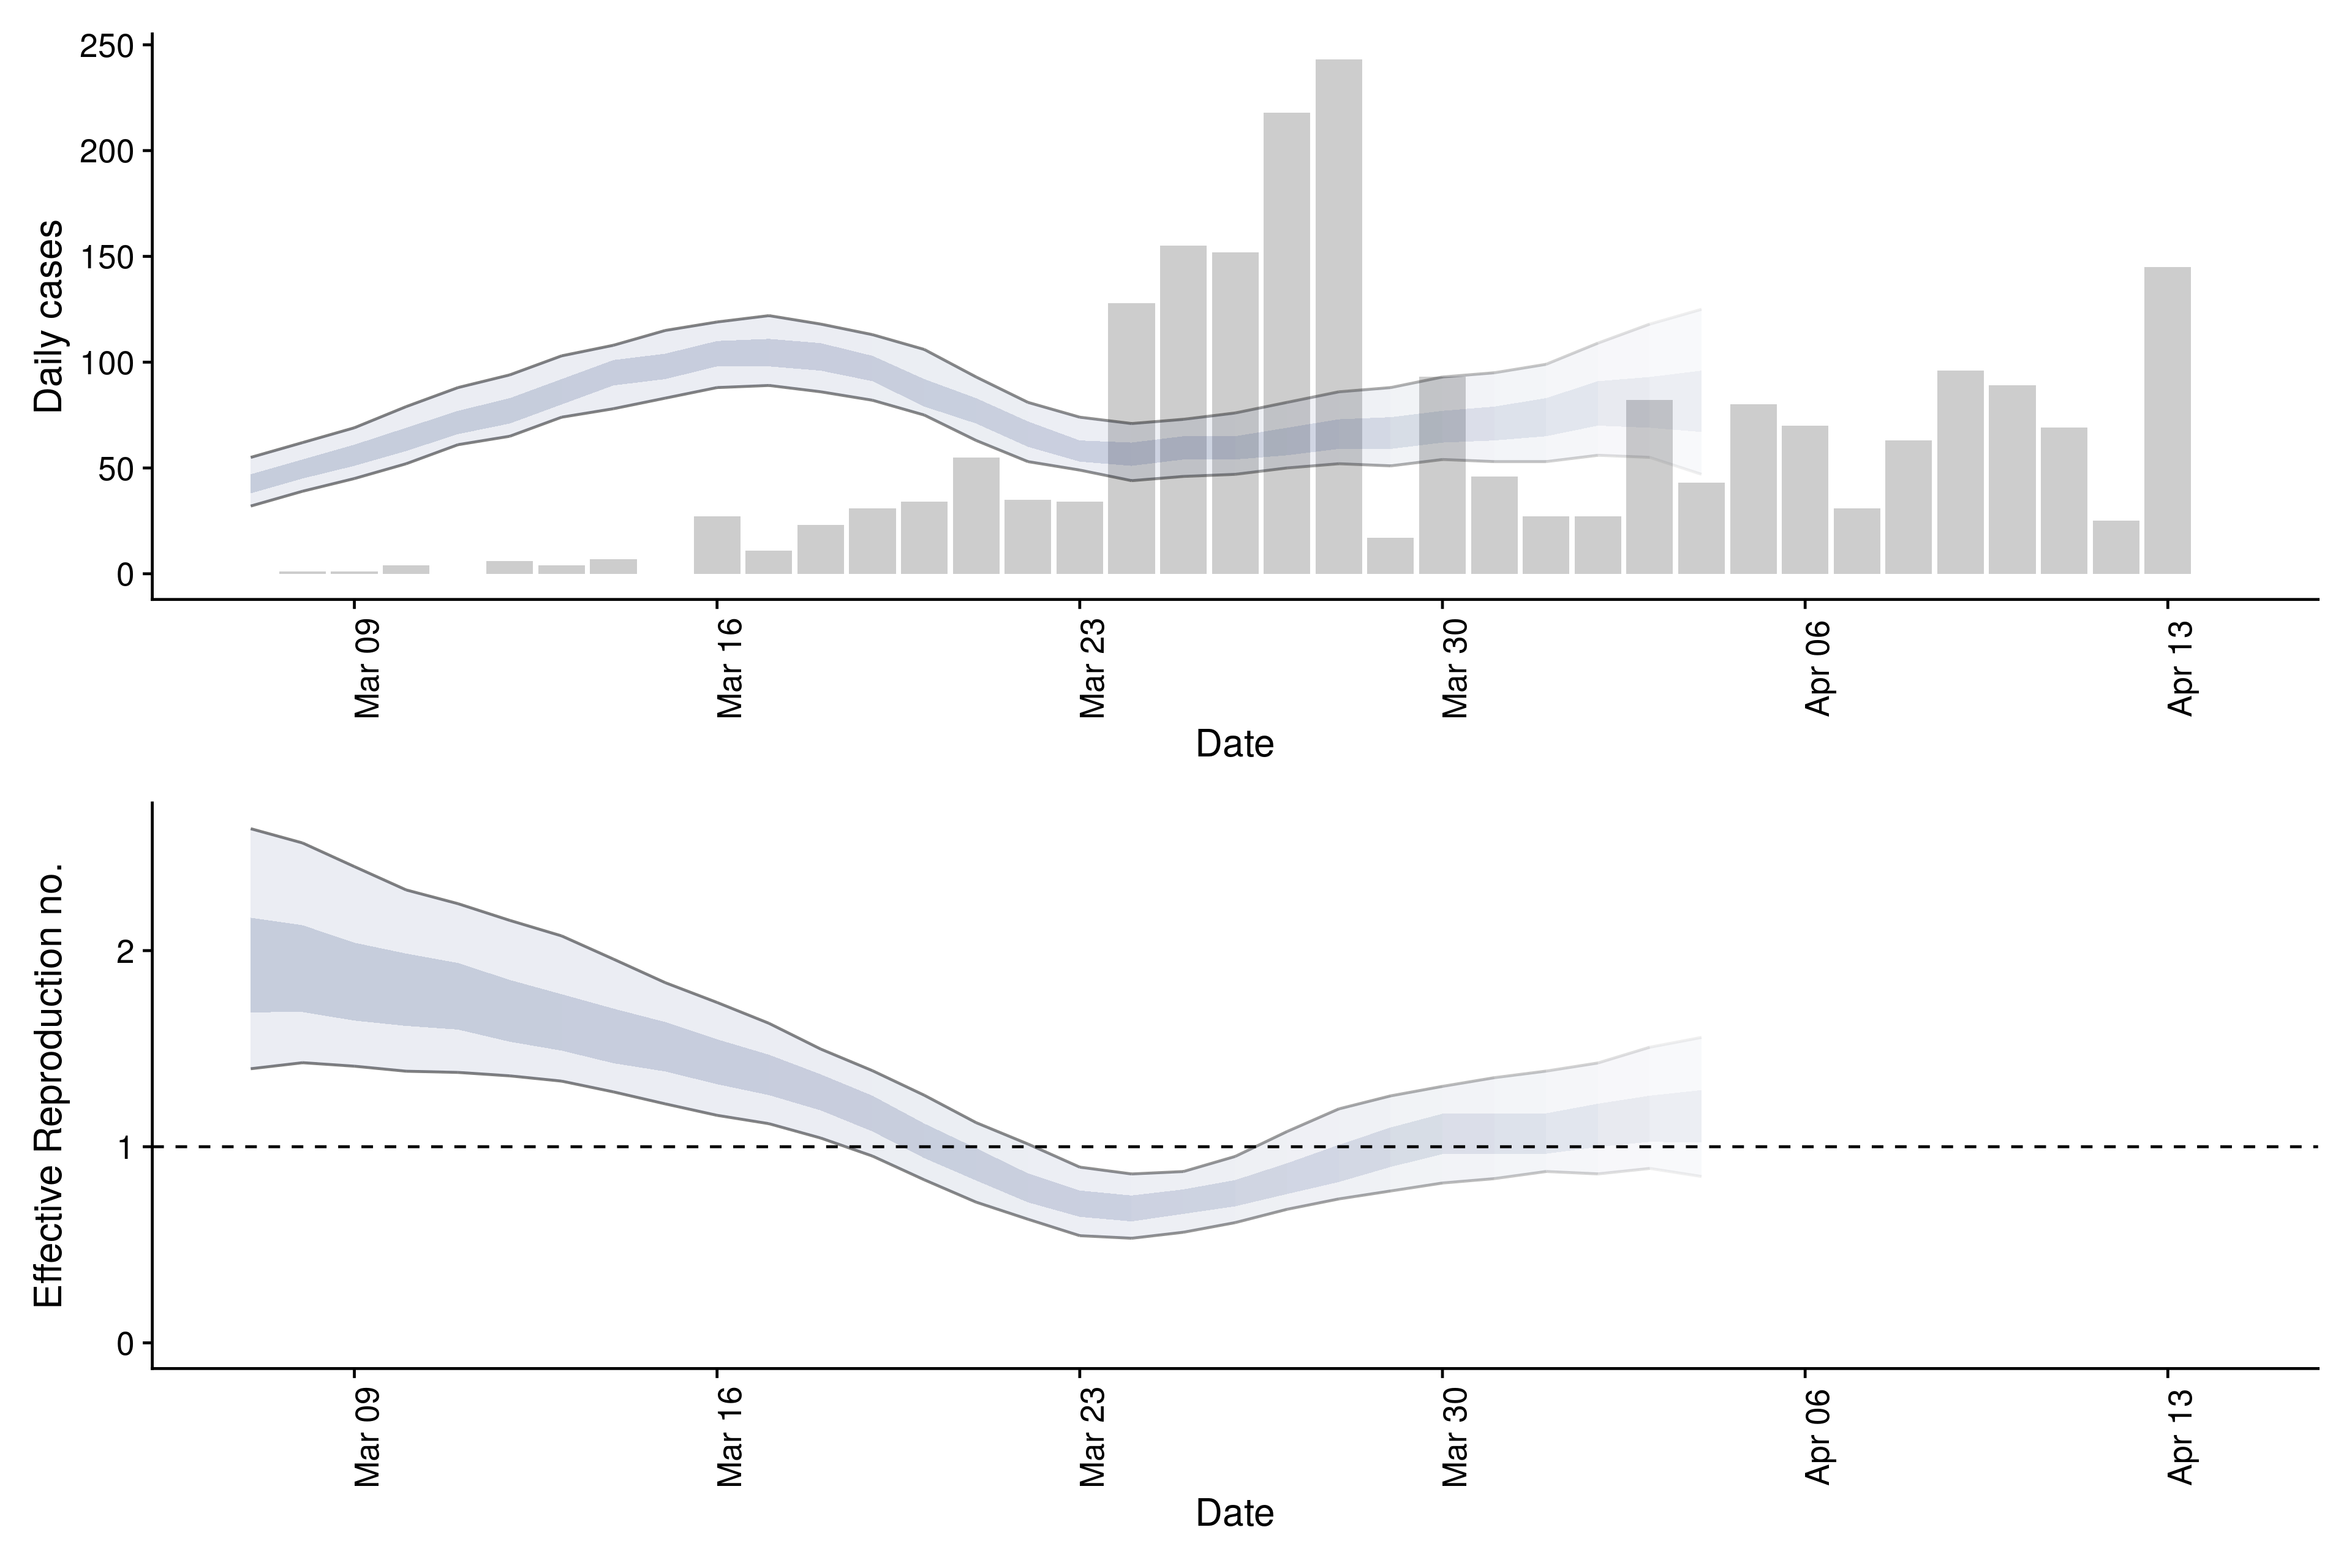 Daily cases
250
200
150
100
50
0
Mar 09
Mar 16
Mar 23
Mar 30
Apr 06
Apr 13
Date
Effective Reproduction no.
2
1
0
Mar 09
Mar 16
Mar 23
Mar 30
Apr 06
Apr 13
Date